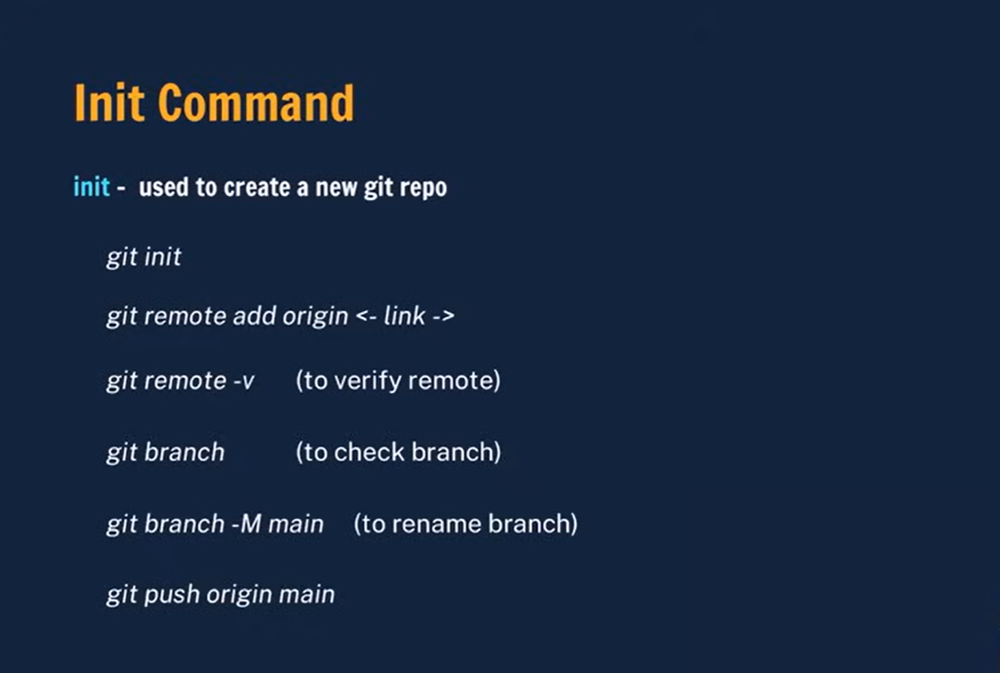 Init Command
init - used to create a new git repo
git init
git remote add origin <- link ->
git remote -v (to verify remote)
git branch (to check branch)
git branch -M main (to rename branch)
git push origin main